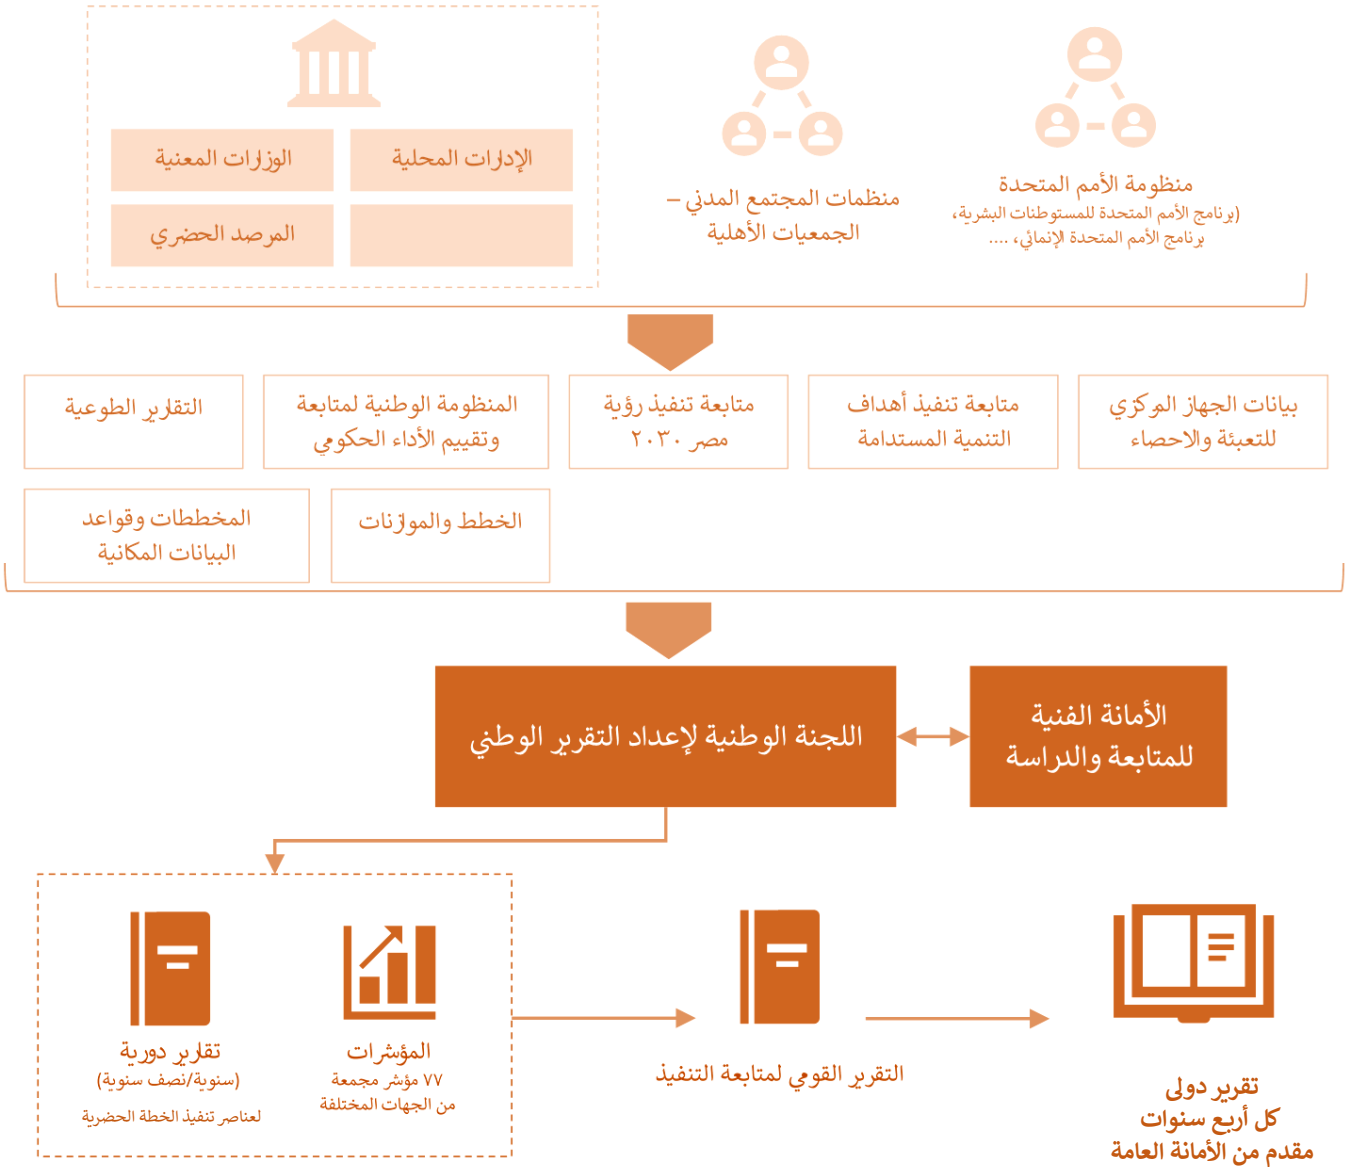 منظومة الأمم المتحدة
(برنامج الأمم المتحدة للمستوطنات البشرية،
برنامج الأمم المتحدة الإنمائي، ....
منظمات المجتمع المدني –
الجمعيات الأهلية
الإدارات المحلية
الوزارات المعنية
المرصد الحضري
بيانات الجهاز المركزي
للتعبئة والاحصاء
متابعة تنفيذ أهداف
التنمية المستدامة
متابعة تنفيذ رؤية
مصر ٢٠٣٠
المنظومة الوطنية لمتابعة
وتقييم الأداء الحكومي
التقارير الطوعية
الخطط والموازنات
المخططات وقواعد
البيانات المكانية
الأمانة الفنية
للمتابعة والدراسة
اللجنة الوطنية لإعداد التقرير الوطني
المؤشرات
٧٧ مؤشر مجمعة
من الجهات المختلفة
تقارير دورية
(سنوية/نصف سنوية)
لعناصر تنفيذ الخطة الحضرية
التقرير القومي لمتابعة التنفيذ
تقرير دولى
كل أربع سنوات
مقدم من الأمانة العامة